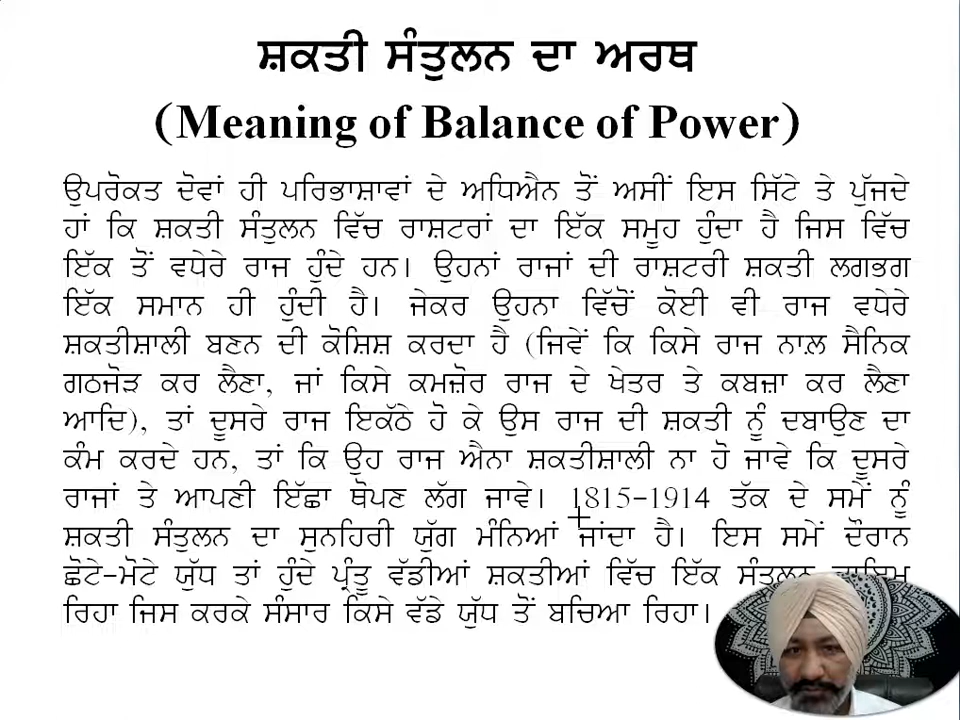 ਸ਼ਕਤੀ ਸੰਤੁਲਨ ਦਾ ਅਰਥ
(Meaning of Balance of Power)
ਉਪਰੋਕਤ ਦੋਵਾਂ ਹੀ ਪਰਿਭਾਸ਼ਾਵਾਂ ਦੇ ਅਧਿਐਨ ਤੋਂ ਅਸੀਂ ਇਸ ਸਿੱਟੇ ਤੇ ਪੁੱਜਦੇ
ਹਾਂ ਕਿ ਸ਼ਕਤੀ ਸੰਤੁਲਨ ਵਿੱਚ ਰਾਸ਼ਟਰਾਂ ਦਾ ਇੱਕ ਸਮੂਹ ਹੁੰਦਾ ਹੈ ਜਿਸ ਵਿੱਚ
ਇੱਕ ਤੋਂ ਵਧੇਰੇ ਰਾਜ ਹੁੰਦੇ ਹਨ। ਉਹਨਾਂ ਰਾਜਾਂ ਦੀ ਰਾਸ਼ਟਰੀ ਸ਼ਕਤੀ ਲਗਭਗ
ਇੱਕ ਸਮਾਨ ਹੀ ਹੁੰਦੀ ਹੈ। ਜੇਕਰ ਉਹਨਾ ਵਿੱਚੋਂ ਕੋਈ ਵੀ ਰਾਜ ਵਧੇਰੇ
ਸ਼ਕਤੀਸ਼ਾਲੀ ਬਣਨ ਦੀ ਕੋਸ਼ਿਸ਼ ਕਰਦਾ ਹੈ (ਜਿਵੇਂ ਕਿ ਕਿਸੇ ਰਾਜ ਨਾਲ਼ ਸੈਨਿਕ
ਗਠਜੋੜ ਕਰ ਲੈਣਾ, ਜਾਂ ਕਿਸੇ ਕਮਜ਼ੋਰ ਰਾਜ ਦੇ ਖੇਤਰ ਤੇ ਕਬਜ਼ਾ ਕਰ ਲੈਣਾ
ਆਦਿ), ਤਾਂ ਦੂਸਰੇ ਰਾਜ ਇਕੱਠੇ ਹੋ ਕੇ ਉਸ ਰਾਜ ਦੀ ਸ਼ਕਤੀ ਨੂੰ ਦਬਾਉਣ ਦਾ
ਕੰਮ ਕਰਦੇ ਹਨ, ਤਾਂ ਕਿ ਉਹ ਰਾਜ ਐਨਾ ਸ਼ਕਤੀਸ਼ਾਲੀ ਨਾ ਹੋ ਜਾਵੇ ਕਿ ਦੂਸਰੇ
ਰਾਜਾਂ ਤੇ ਆਪਣੀ ਇੱਛਾ ਥੋਪਣ ਲੱਗ ਜਾਵੇ। 1815-1914 ਤੱਕ ਦੇ ਸਮੇਂ ਨੂੰ
ਸ਼ਕਤੀ ਸੰਤੁਲਨ ਦਾ ਸੁਨਹਿਰੀ ਯੁੱਗ ਮੰਨਿਆਂ ਜਾਂਦਾ ਹੈ। ਇਸ ਸਮੇਂ ਦੌਰਾਨ
ਛੋਟੇ-ਮੋਟੇ ਯੁੱਧ ਤਾਂ ਹੁੰਦੇ ਪ੍ਰੰਤੂ ਵੱਡੀਆਂ ਸ਼ਕਤੀਆਂ ਵਿੱਚ ਇੱਕ ਸੰਤੁਲਨ
ਰਿਹਾ ਜਿਸ ਕਰਕੇ ਸੰਸਾਰ ਕਿਸੇ ਵੱਡੇ ਯੁੱਧ ਤੋਂ ਬਚਿਆ ਰਿਹਾ।